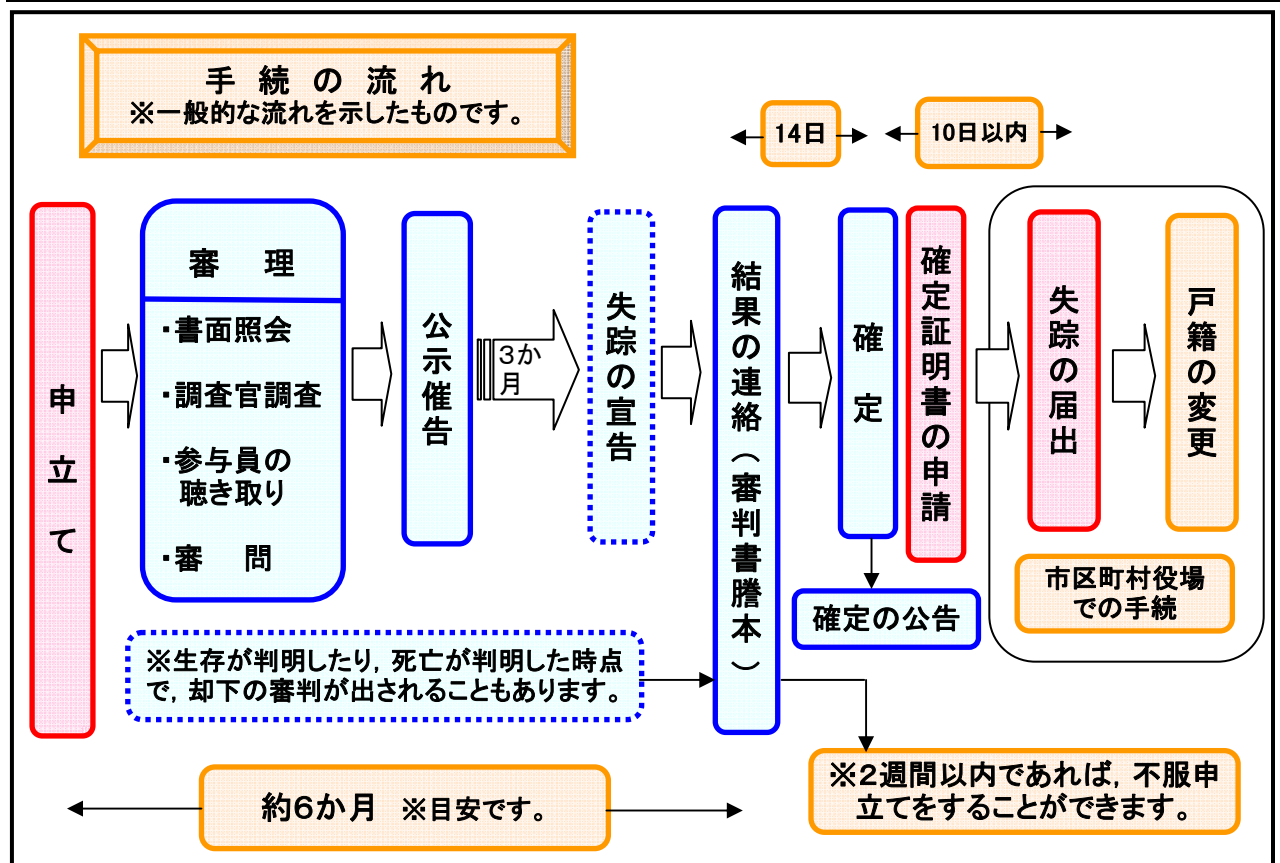 手続の流れ
※一般的な流れを示したものです。
14日
10日以内
申立て
審理
・書面照会
・調査官調査
・参与員の
聴き取り
・審問
公示催告
３か
月
失踪の宣告
結果の連絡（審判書謄本）
確定
確定証明書の申請
失踪の届出
戸籍の変更
市区町村役場
での手続
確定の公告
※生存が判明したり，死亡が判明した時点
で，却下の審判が出されることもあります。
※２週間以内であれば，不服申
立てをすることができます。
約６か月 ※目安です。